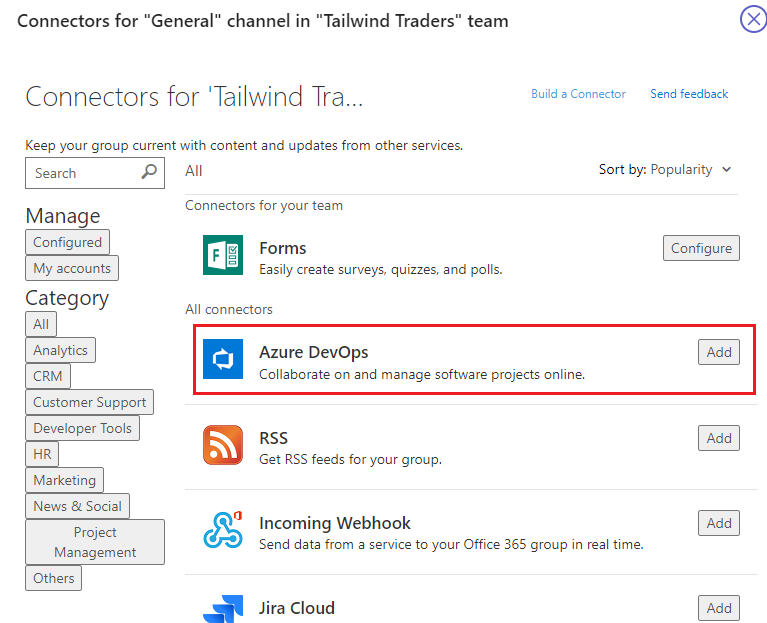 Connectors for "General" channel in "Tailwind Traders" team
Connectors for 'Tailwind Tra...
Build a Connector
Send feedback
Keep your group current with content and updates from other services.
Search
All
Sort by: Popularity
Manage
Configured
My accounts
Category
All
Analytics
CRM
Customer Support
Developer Tools
HR
Marketing
News & Social
Project
Management
Others
Connectors for your team
F
Forms
Easily create surveys, quizzes, and polls.
Configure
All connectors
Azure DevOps
Collaborate on and manage software projects online.
Add
RSS
Get RSS feeds for your group.
Add
Incoming Webhook
Send data from a service to your Office 365 group in real time.
Add
Jira Cloud
Add